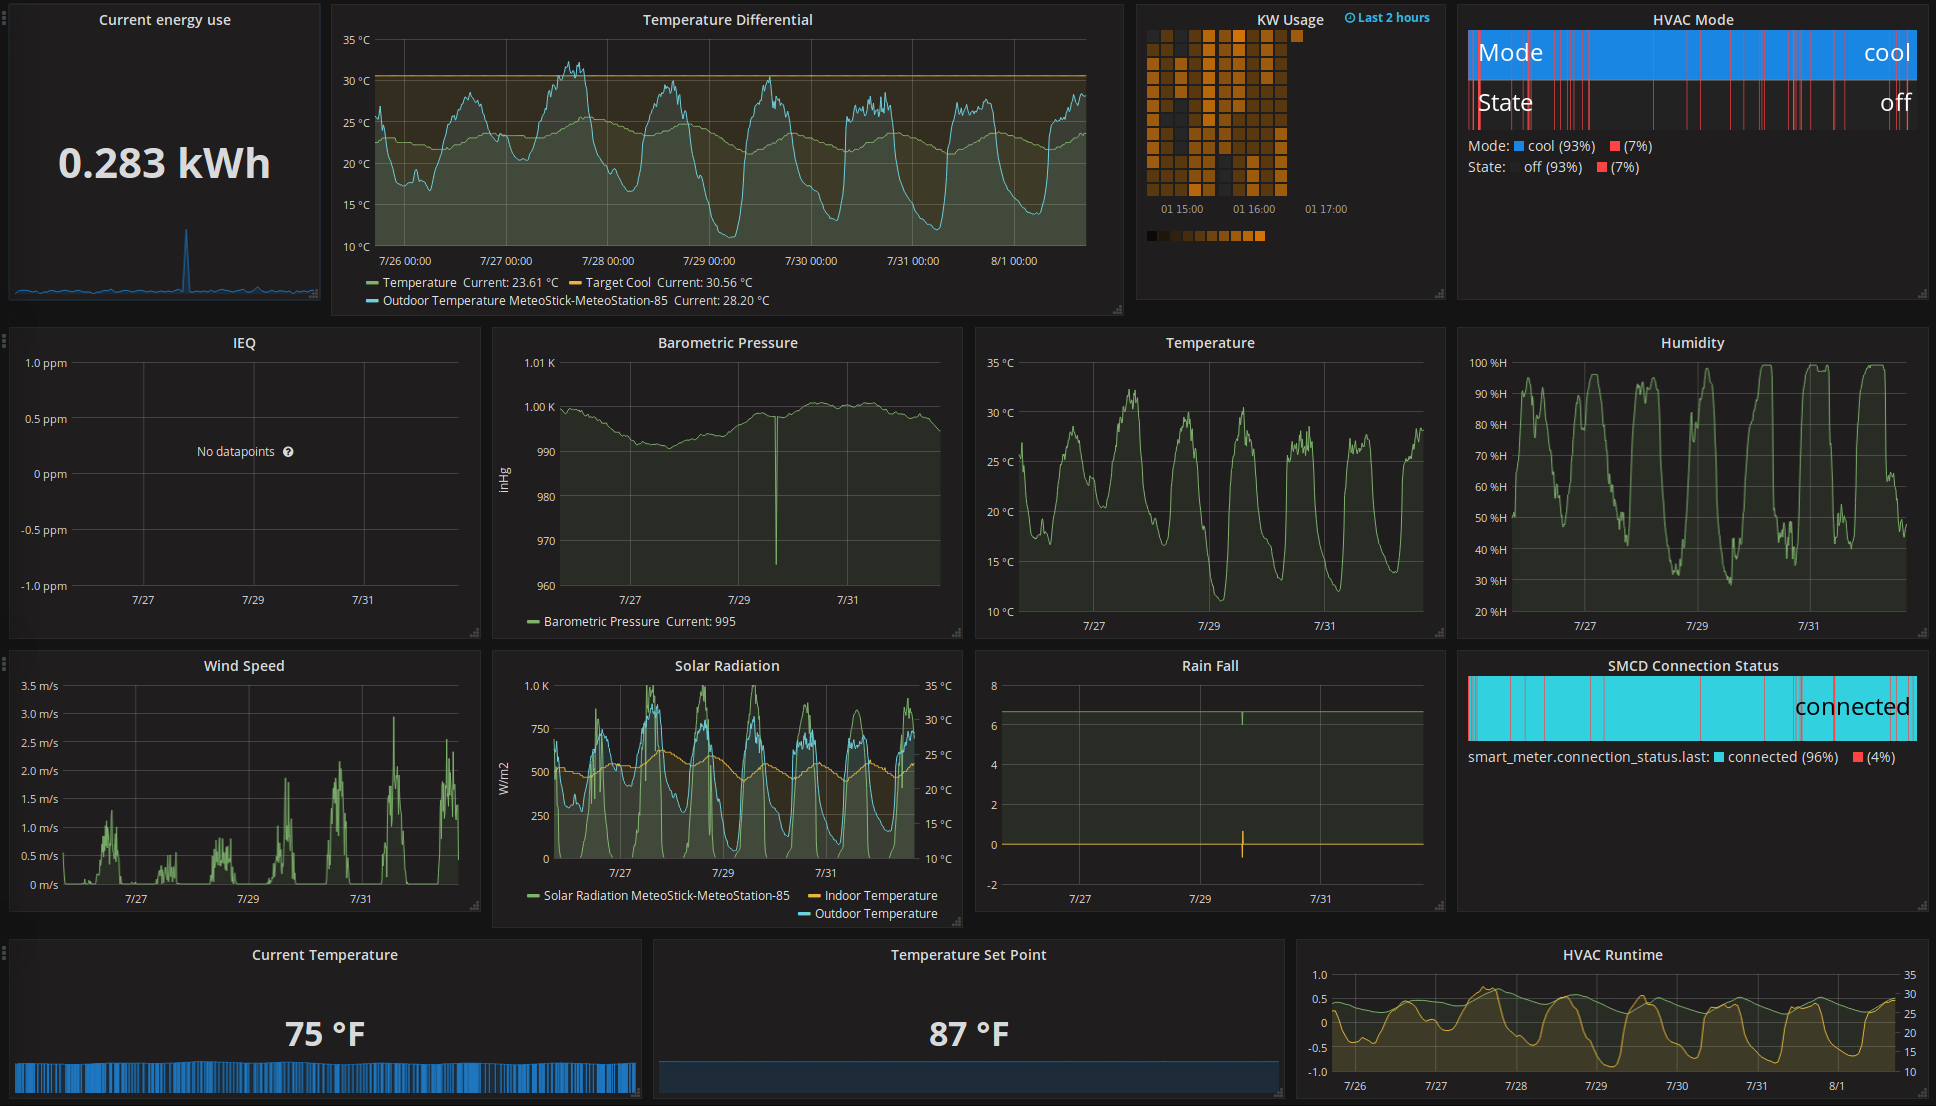 Current energy use
0.283 kWh
Temperature Differential
35 °C
30 °C
25 °C
20 °C
15 °C
10 °C
7/26 00:00 7/27 00:00 7/28 00:00 7/29 00:00 7/30 00:00 7/31 00:00 8/1 00:00
Temperature Current: 23.61 °C Target Cool Current: 30.56 °C
Outdoor Temperature MeteoStick-MeteoStation-85 Current: 28.20 °C
KW Usage Last 2 hours
01 15:00 01 16:00 01 17:00
HVAC Mode
Mode cool
State off
Mode: cool (93%) (7%)
State: off (93%) (7%)
IEQ
1.0 ppm
0.5 ppm
No datapoints
0 ppm
-0.5 ppm
-1.0 ppm
7/27 7/29 7/31
Barometric Pressure
1.01 K
1.00 K
990
980
970
960
inHg
7/27 7/29 7/31
Barometric Pressure Current: 995
Temperature
35 °C
30 °C
25 °C
20 °C
15 °C
10 °C
7/27 7/29 7/31
Humidity
100 %H
90 %H
80 %H
70 %H
60 %H
50 %H
40 %H
30 %H
20 %H
7/27 7/29 7/31
Wind Speed
3.5 m/s
3.0 m/s
2.5 m/s
2.0 m/s
1.5 m/s
1.0 m/s
0.5 m/s
0 m/s
7/27 7/29 7/31
Solar Radiation
1.0 K 35 °C
750 30 °C
25 °C
500 20 °C
250 15 °C
0 10 °C
W/m2
7/27 7/29 7/31
Solar Radiation MeteoStick-MeteoStation-85 Indoor Temperature
Outdoor Temperature
Rain Fall
8
6
4
2
0
-2
7/27 7/29 7/31
SMCD Connection Status
connected
smart_meter.connection_status.last: connected (96%) (4%)
Current Temperature
75 °F
Temperature Set Point
87 °F
HVAC Runtime
1.0 35
0.5 30
25
0 20
-0.5 15
-1.0 10
7/26 7/27 7/28 7/29 7/30 7/31 8/1